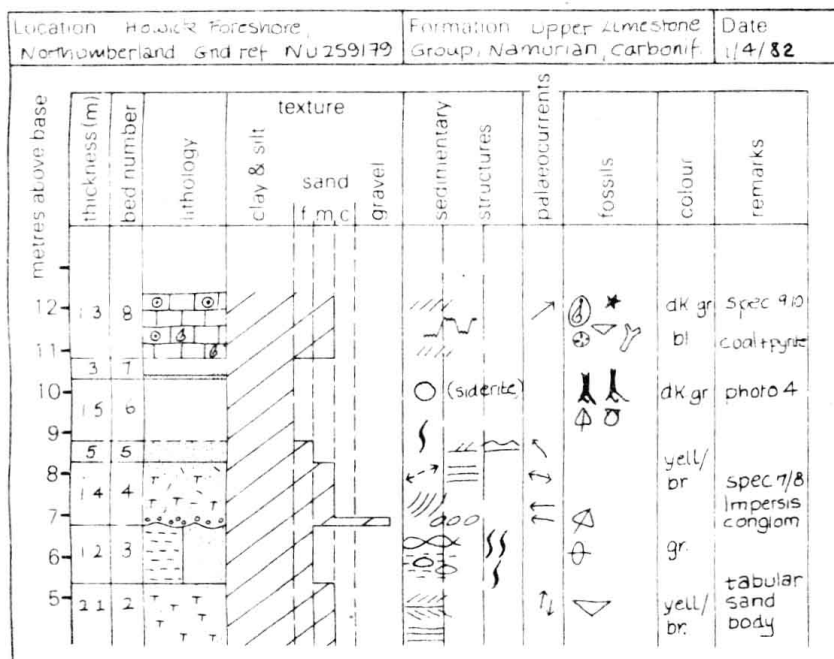 Location Howick Foreshore,
Northumberland Grid ref NU259179
Formation Upper Limestone
Group, Namurian, Carbonif.
Date
1/4/82
metres above base
thickness (m)
bed number
lithology
texture
clay & silt
sand
f m c
gravel
sedimentary
structures
palaeocurrents
fossils
colour
remarks
12
1 3
8
dk gr
spec 9/10
bl
coal + pyrite
11
3
7
10
1 5
6
(siderite)
dk gr
photo 4
9
5
5
yell/
br
8
1 4
4
spec 7/8
Impersis
conglom
7
6
1 2
3
gr.
5
2 1
2
yell/
br.
tabular
sand
body